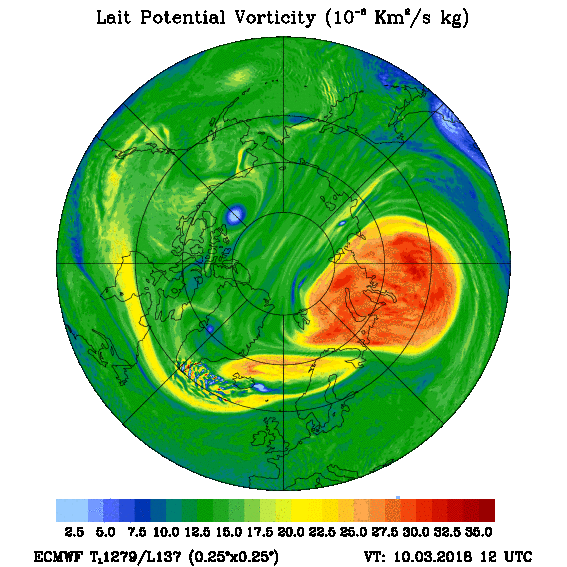 Lait Potential Vorticity (10⁻⁶ Km²/s kg)
2.5 5.0 7.5 10.0 12.5 15.0 17.5 20.0 22.5 25.0 27.5 30.0 32.5 35.0
ECMWF T_L1279/L137 (0.25°x0.25°) VT: 10.03.2018 12 UTC